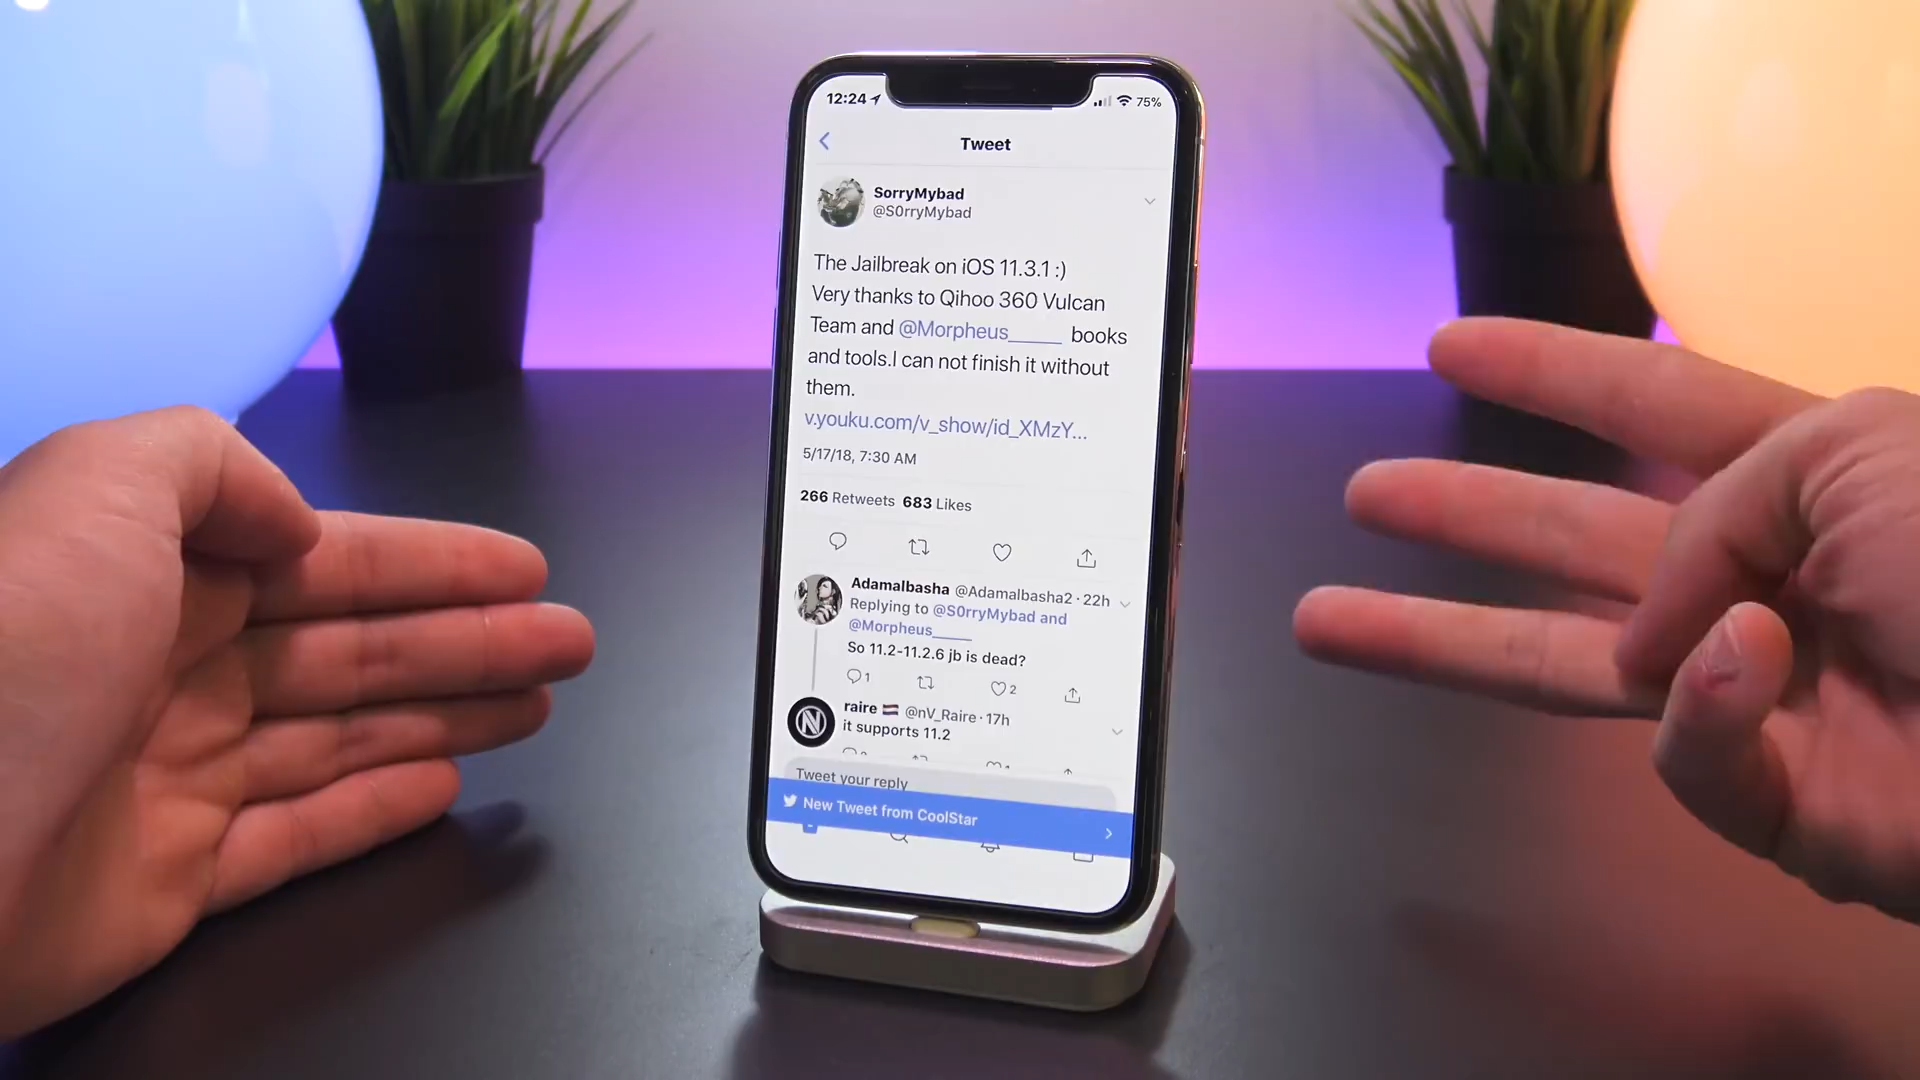 12:24
75%
Tweet
SorryMybad
@S0rryMybad
The Jailbreak on iOS 11.3.1 :)
Very thanks to Qihoo 360 Vulcan
Team and @Morpheus______ books
and tools.I can not finish it without
them.
v.youku.com/v_show/id_XMzY...
5/17/18, 7:30 AM
266 Retweets 683 Likes
Adamalbasha @Adamalbasha2 · 22h
Replying to @S0rryMybad and
@Morpheus______
So 11.2-11.2.6 jb is dead?
1
2
raire @nV_Raire · 17h
it supports 11.2
Tweet your reply
New Tweet from CoolStar